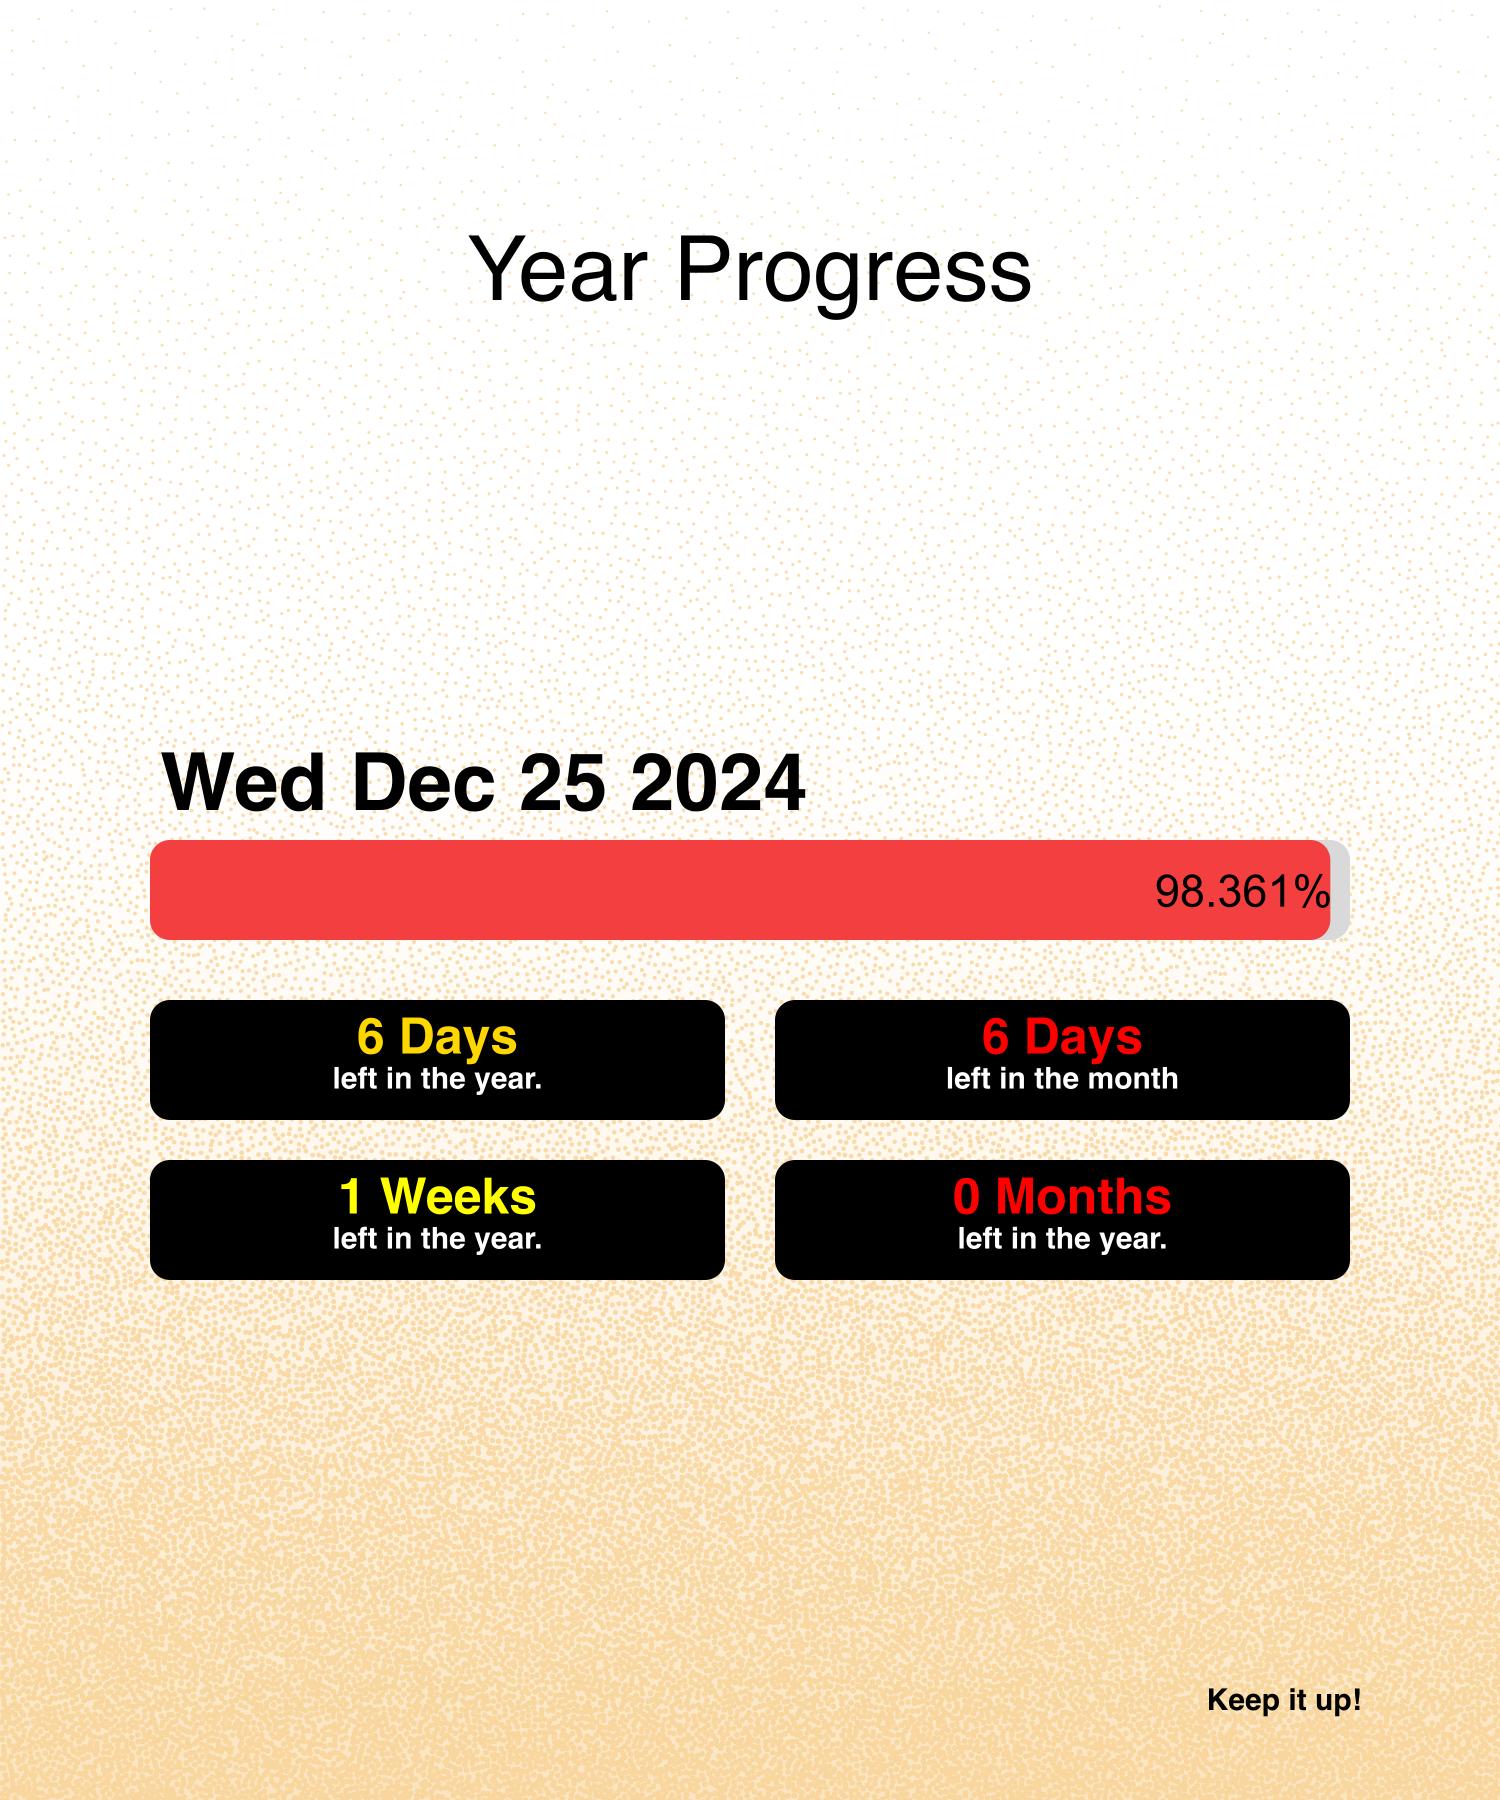 Year Progress
Wed Dec 25 2024
98.361%
6 Days
left in the year.
6 Days
left in the month
1 Weeks
left in the year.
0 Months
left in the year.
Keep it up!